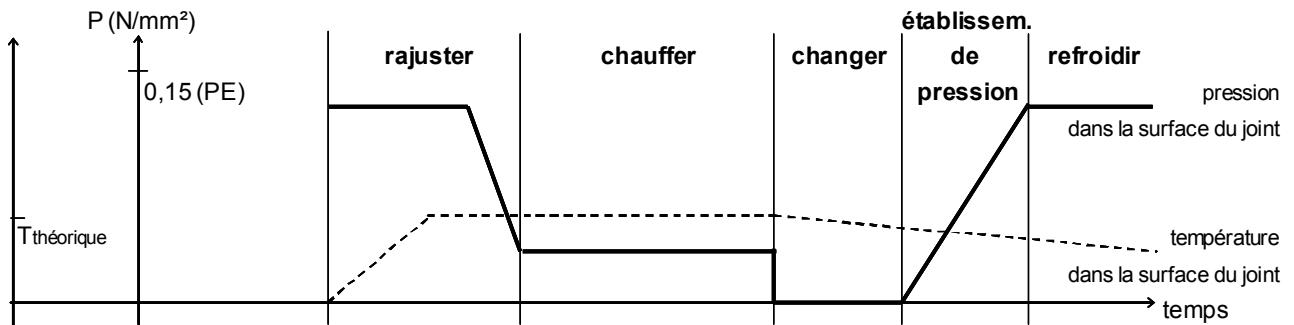 P (N/mm²)
0,15 (PE)
Tthéorique
rajuster
chauffer
changer
établissem.
de
pression
refroidir
pression
dans la surface du joint
température
dans la surface du joint
temps